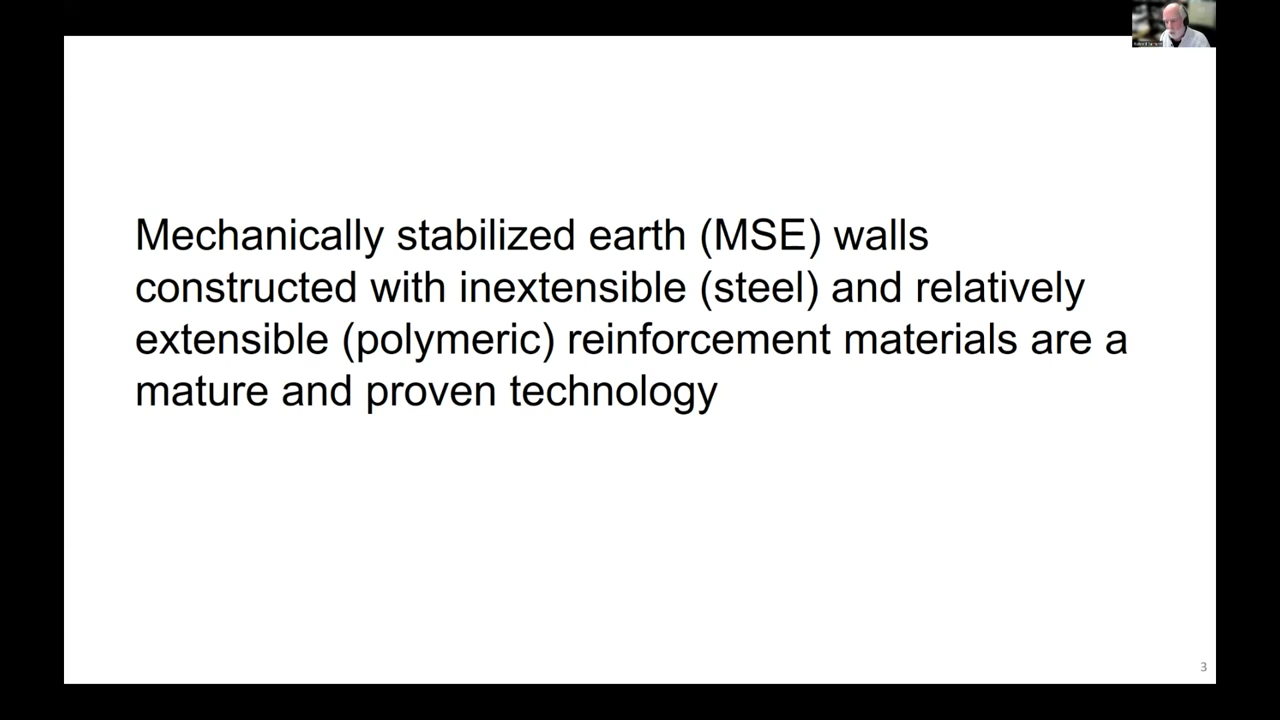 Mechanically stabilized earth (MSE) walls
constructed with inextensible (steel) and relatively
extensible (polymeric) reinforcement materials are a
mature and proven technology
3